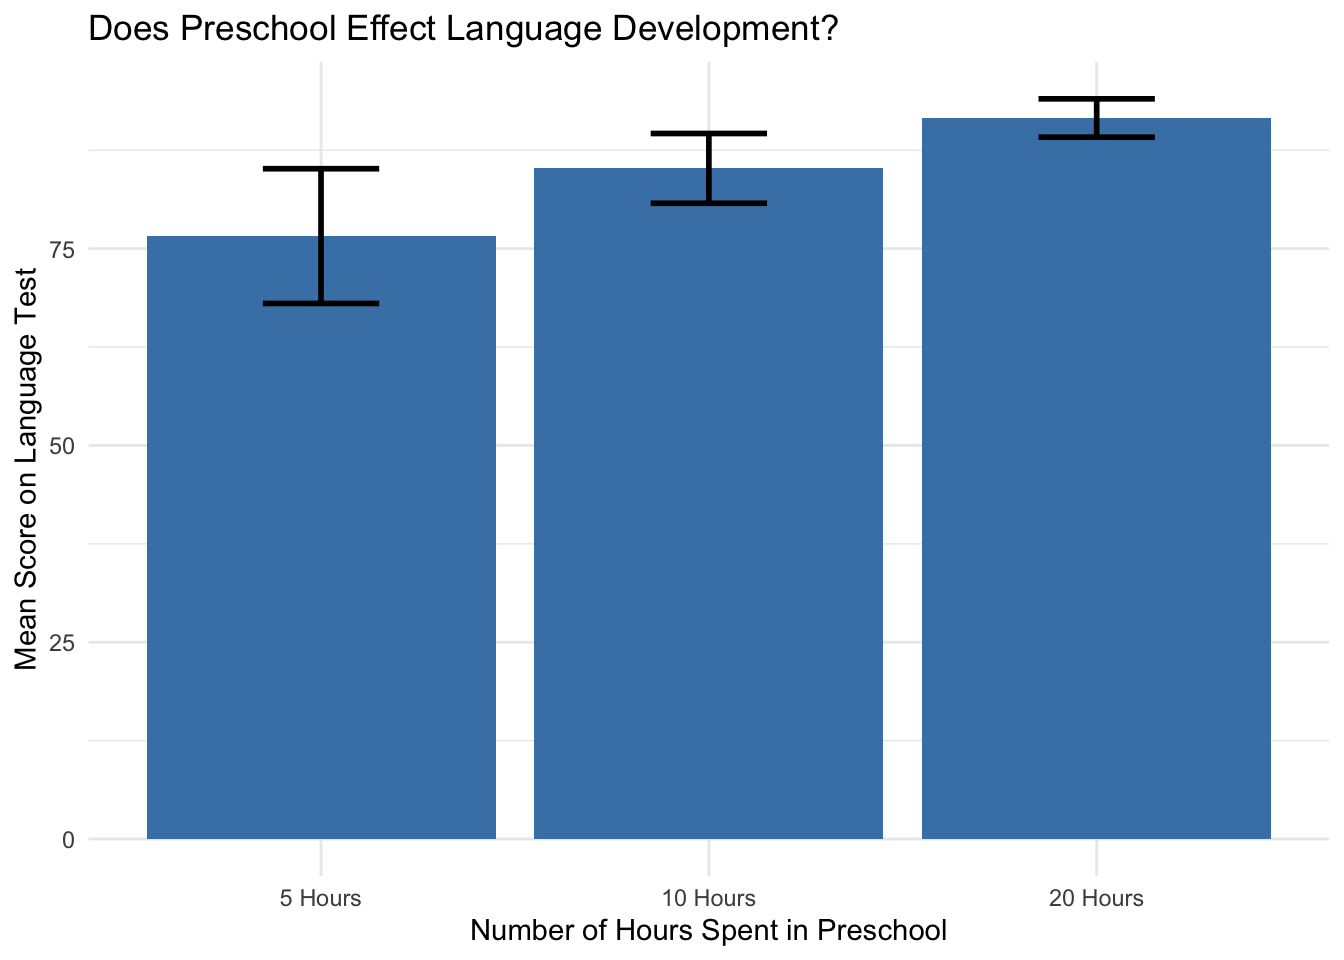 Does Preschool Effect Language Development?
Mean Score on Language Test
75
50
25
0
5 Hours
10 Hours
20 Hours
Number of Hours Spent in Preschool